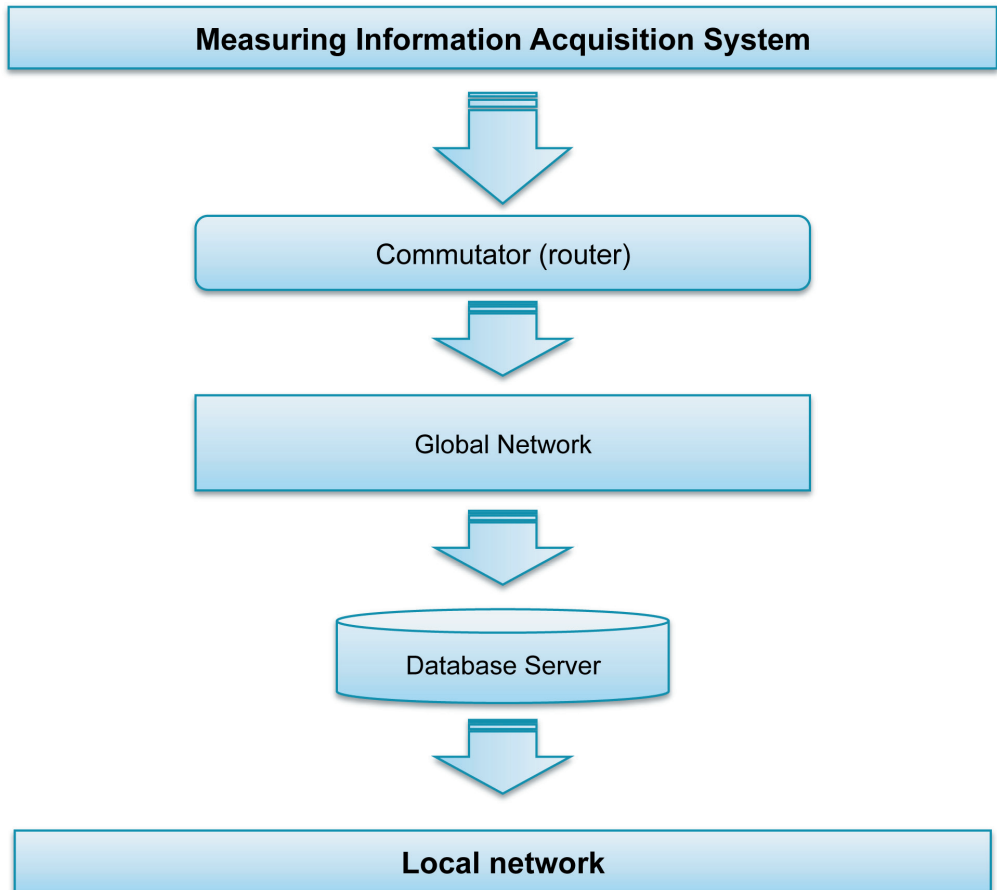 Measuring Information Acquisition System
Commutator (router)
Global Network
Database Server
Local network